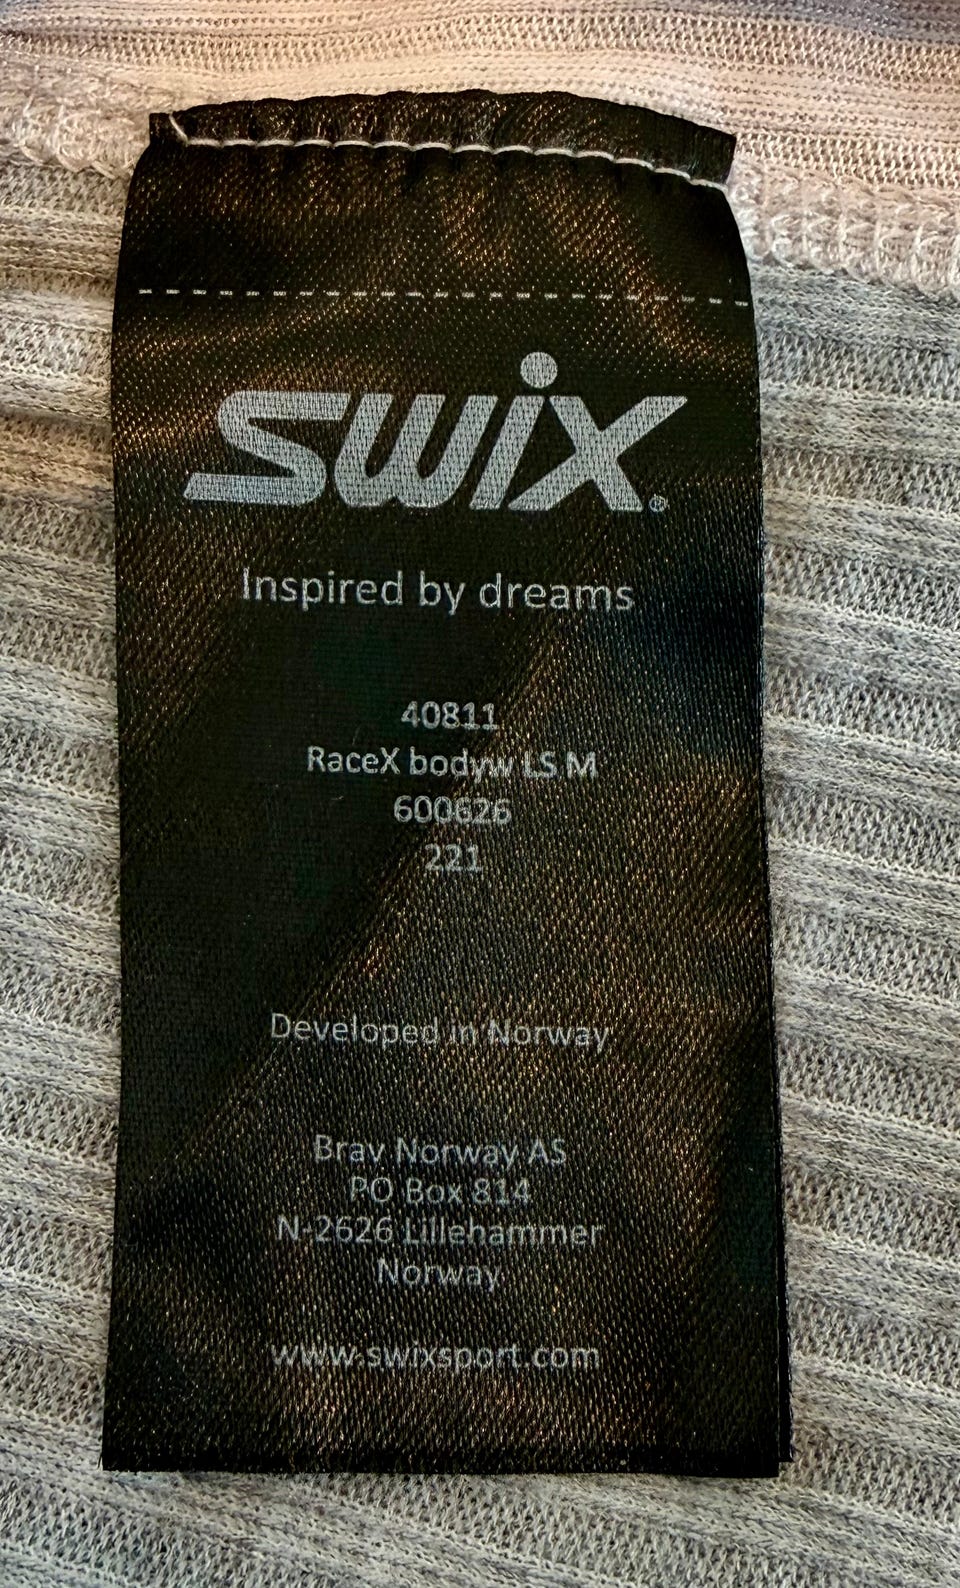 swix®
Inspired by dreams
40811
RaceX bodyw LS M
600626
221
Developed in Norway
Brav Norway AS
PO Box 814
N-2626 Lillehammer
Norway
www.swixsport.com